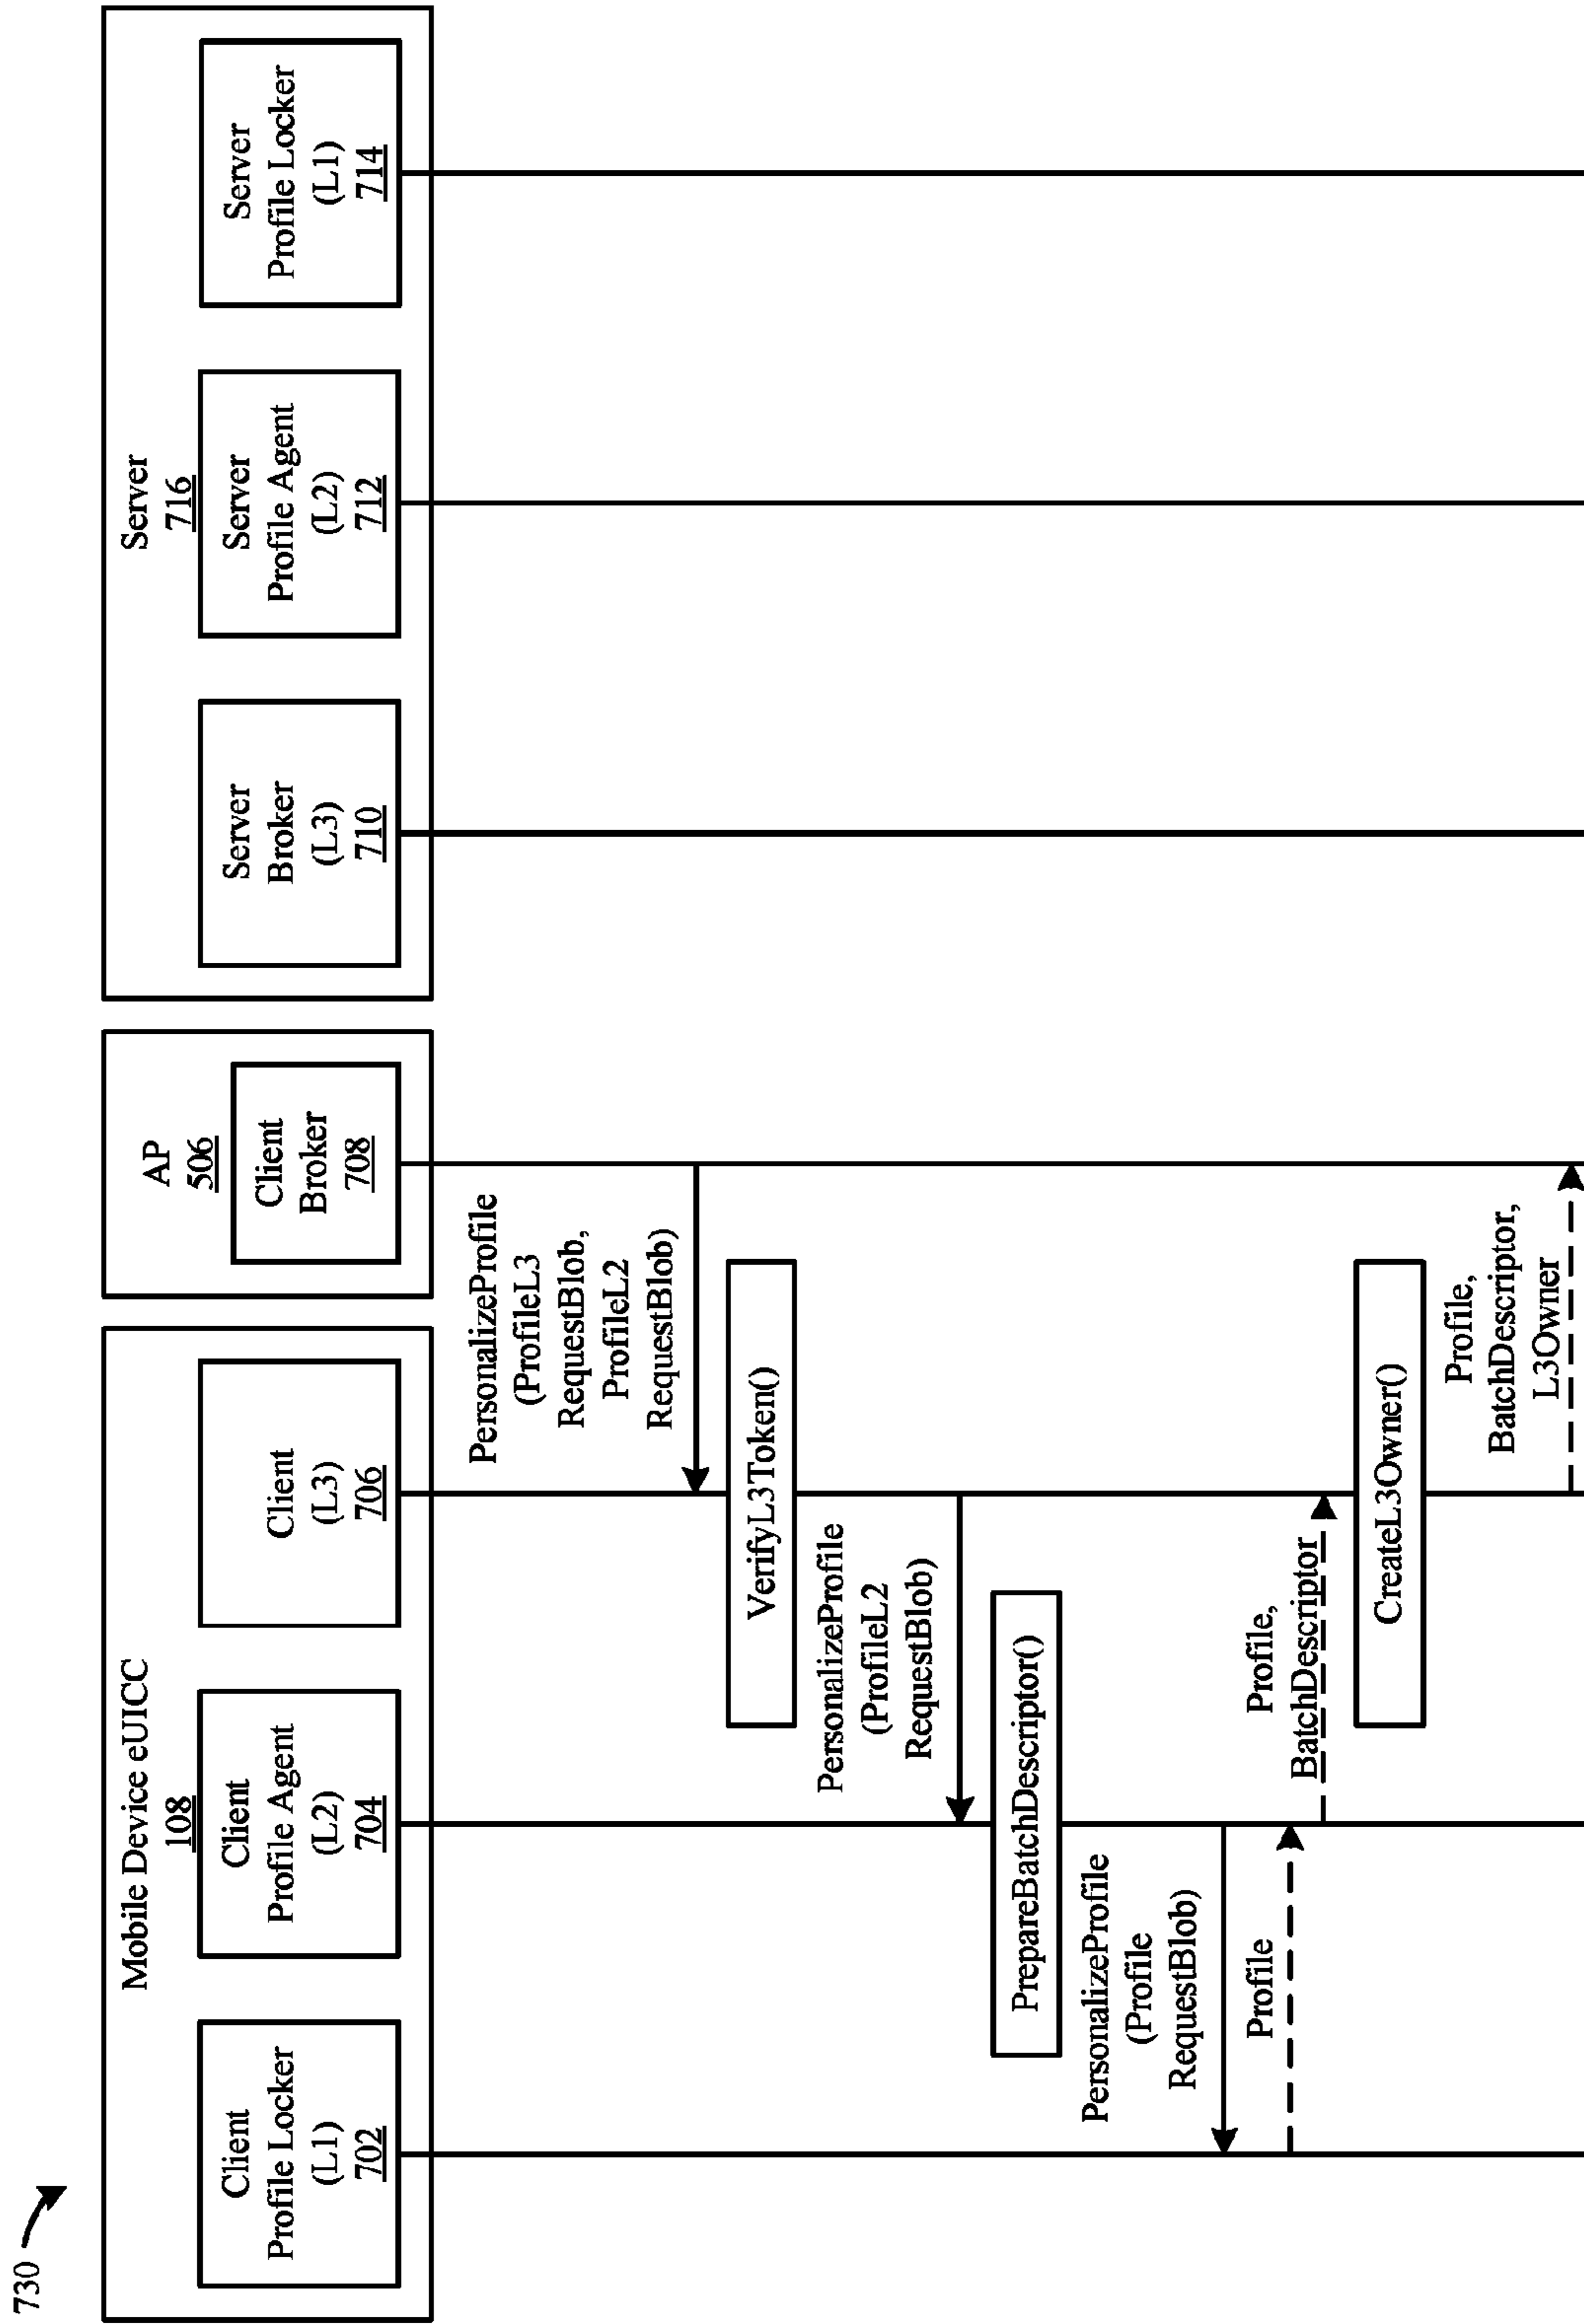 730
Mobile Device eUICC
108
Client
Profile Locker
(L1)
702
Client
Profile Agent
(L2)
704
Client
(L3)
706
AP
506
Client
Broker
708
Server
716
Server
Broker
(L3)
710
Server
Profile Agent
(L2)
712
Server
Profile Locker
(L1)
714
PersonalizeProfile
(ProfileL3
RequestBlob,
ProfileL2
RequestBlob)
VerifyL3Token()
PersonalizeProfile
(ProfileL2
RequestBlob)
PrepareBatchDescriptor()
PersonalizeProfile
(Profile
RequestBlob)
Profile
Profile,
BatchDescriptor
CreateL3Owner()
Profile,
BatchDescriptor,
L3Owner